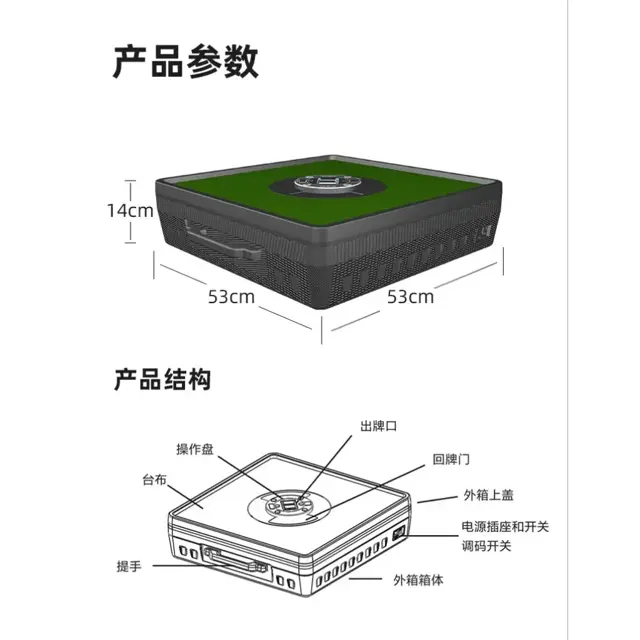 产品参数
14cm
53cm
53cm
产品结构
出牌口
操作盘
回牌门
台布
外箱上盖
电源插座和开关
调码开关
提手
外箱箱体